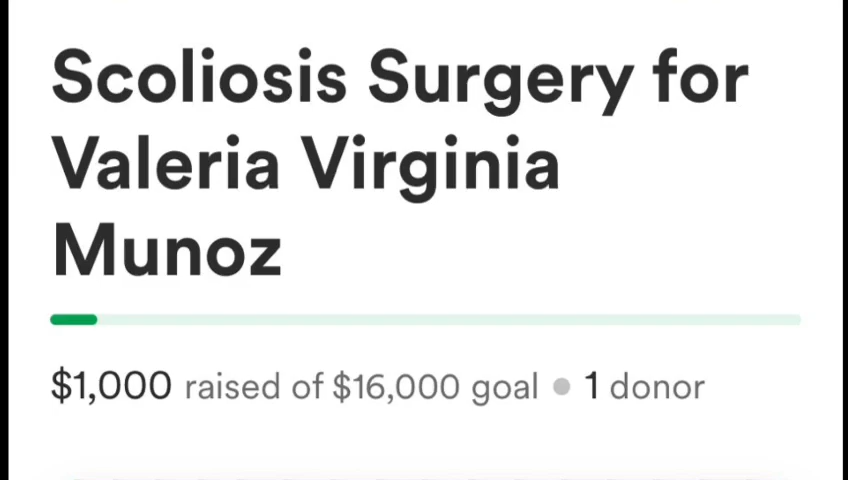 Scoliosis Surgery for
Valeria Virginia
Munoz
$1,000 raised of $16,000 goal • 1 donor